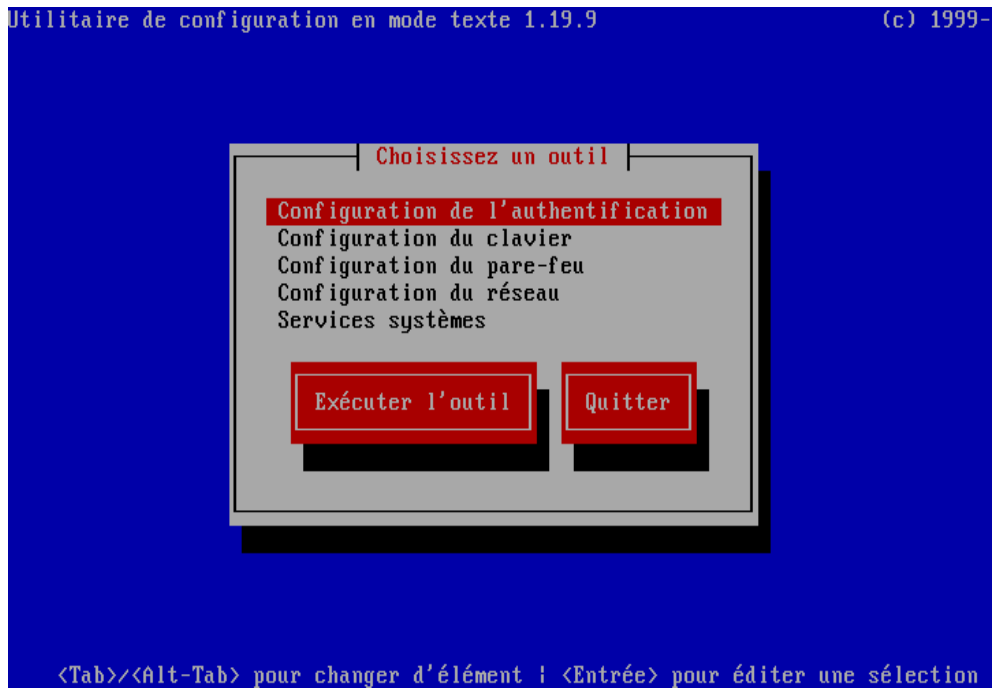 Utilitaire de configuration en mode texte 1.19.9 (c) 1999-
Choisissez un outil
Configuration de l'authentification
Configuration du clavier
Configuration du pare-feu
Configuration du réseau
Services systèmes
Exécuter l'outil Quitter
<Tab>/<Alt-Tab> pour changer d'élément | <Entrée> pour éditer une sélection